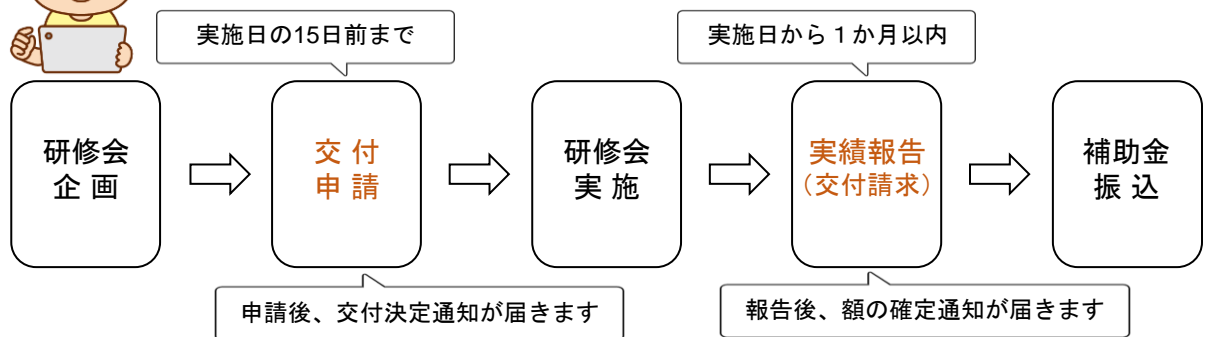 実施日の15日前まで
実施日から１か月以内
研修会
企 画
交 付
申 請
研修会
実 施
実績報告
（交付請求）
補助金
振 込
申請後、交付決定通知が届きます
報告後、額の確定通知が届きます